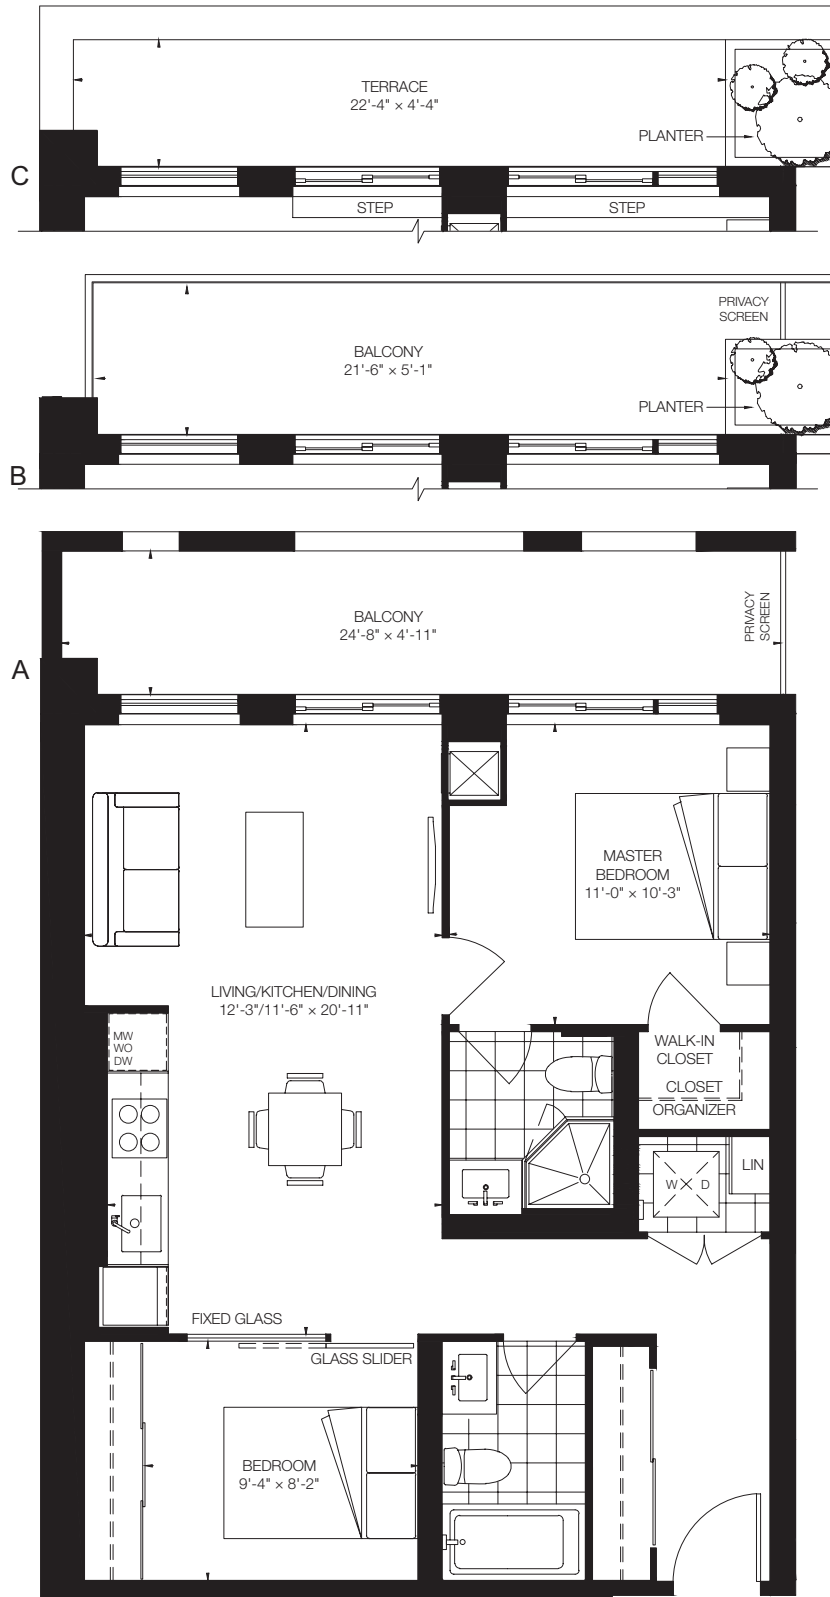 TERRACE
22'-4" × 4'-4"
PLANTER
C
STEP
STEP
PRIVACY
SCREEN
BALCONY
21'-6" × 5'-1"
PLANTER
B
BALCONY
24'-8" × 4'-11"
PRIVACY
SCREEN
A
MASTER
BEDROOM
11'-0" × 10'-3"
LIVING/KITCHEN/DINING
12'-3"/11'-6" × 20'-11"
MW
WO
DW
WALK-IN
CLOSET
CLOSET
ORGANIZER
LIN
W D
FIXED GLASS
GLASS SLIDER
BEDROOM
9'-4" × 8'-2"